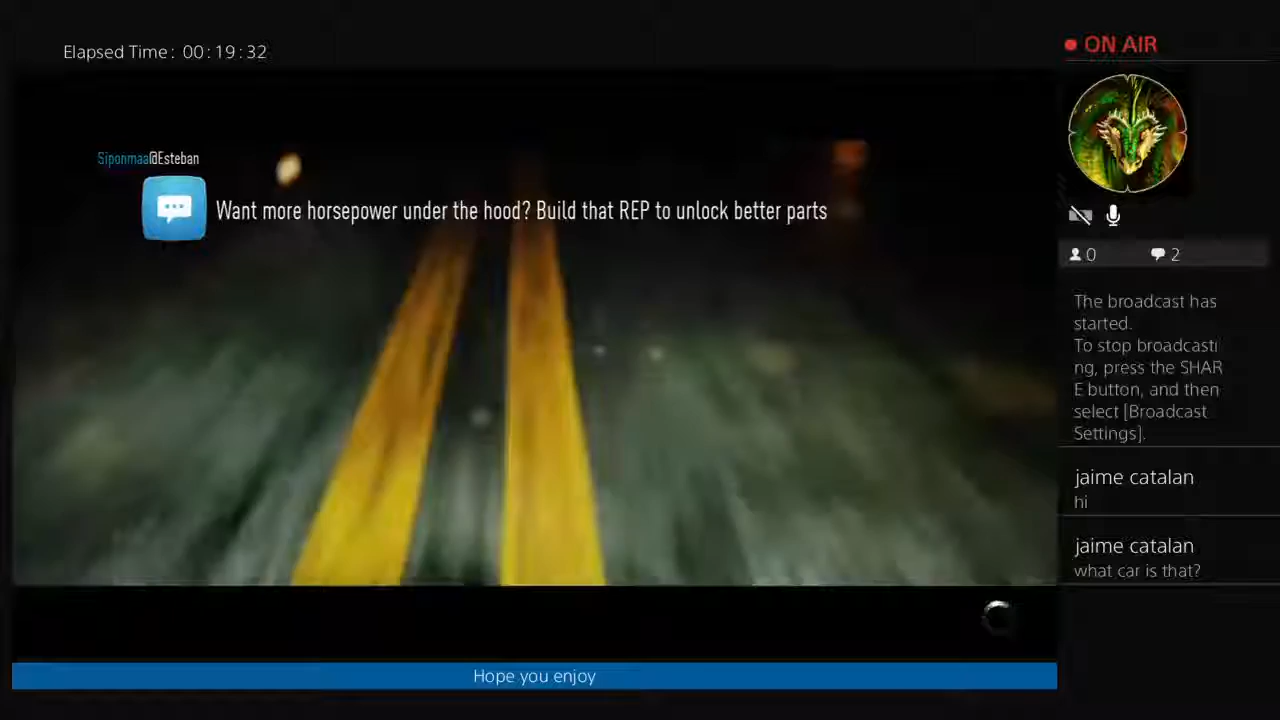 Elapsed Time: 00:19:32
ON AIR
Siponmaa@Esteban
Want more horsepower under the hood? Build that REP to unlock better parts
0
2
The broadcast has
started.
To stop broadcasti
ng, press the SHAR
E button, and then
select [Broadcast
Settings].
jaime catalan
hi
jaime catalan
what car is that?
Hope you enjoy